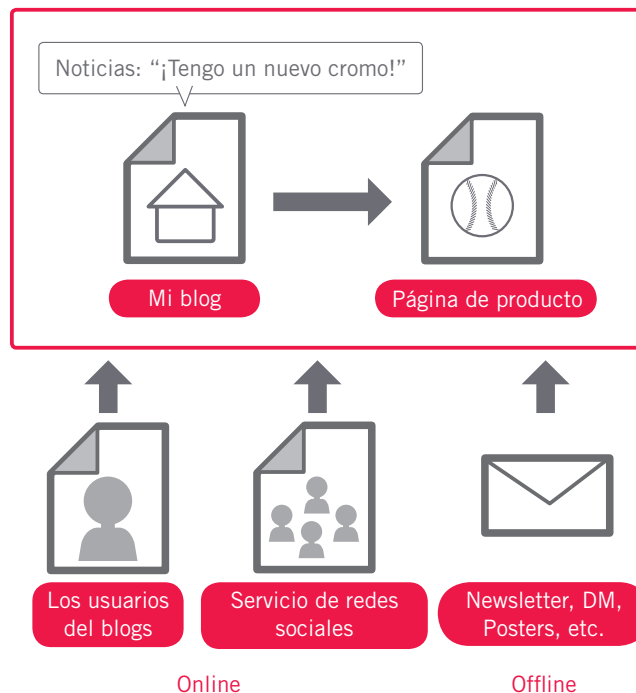 Noticias: “¡Tengo un nuevo cromo!”
Mi blog
Página de producto
Los usuarios
del blogs
Servicio de redes
sociales
Newsletter, DM,
Posters, etc.
Online
Offline